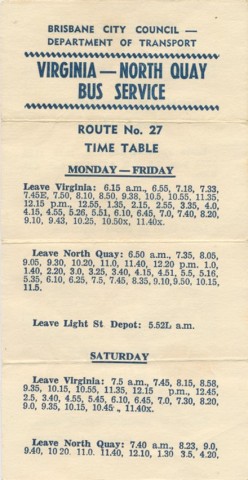 BRISBANE CITY COUNCIL —
DEPARTMENT OF TRANSPORT
VIRGINIA — NORTH QUAY
BUS SERVICE
ROUTE No. 27
TIME TABLE
MONDAY—FRIDAY
Leave Virginia: 6.15 a.m., 6.55, 7.18, 7.33,
7.45E, 7.50, 8.10, 8.50, 9.38, 10.5, 10.55, 11.35,
12.15 p.m., 12.55, 1.35, 2.15, 2.55, 3.35, 4.0,
4.15, 4.55, 5.26, 5.51, 6.10, 6.45, 7.0, 7.40, 8.20,
9.10, 9.43, 10.25, 10.50x, 11.40x.
Leave North Quay: 6.50 a.m., 7.35, 8.05,
9.05, 9.30, 10.20, 11.0, 11.40, 12.20 p.m. 1.0,
1.40, 2.20, 3.0, 3.25, 3.40, 4.15, 4.51, 5.5, 5.16,
5.35, 6.10, 6.25, 7.5, 7.45, 8.35, 9.10, 9.50, 10.15,
11.5.
Leave Light St Depot: 5.52L a.m.
SATURDAY
Leave Virginia: 7.5 a.m., 7.45, 8.15, 8.58,
9.35, 10.15, 10.55, 11.35, 12.15 p.m., 12.45,
2.5, 3.40, 4.55, 5.45, 6.10, 6.45, 7.0, 7.30, 8.20,
9.0, 9.35, 10.15, 10.45 ., 11.40x.
Leave North Quay: 7.40 a.m., 8.23, 9.0,
9.40, 10.20, 11.0, 11.40, 12.10, 1.30 3.5, 4.20,